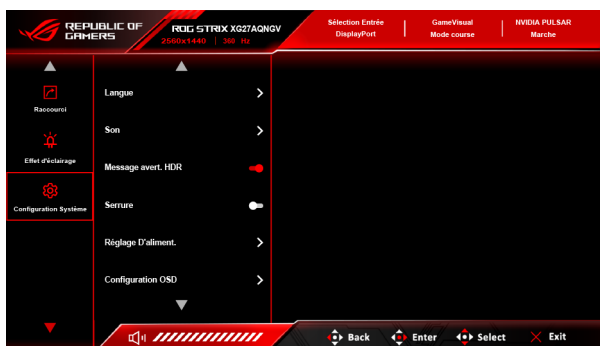 REPUBLIC OF
GAMERS
ROG STRIX XG27AQNGV
2560x1440 | 360 Hz
Sélection Entrée
DisplayPort
GameVisual
Mode course
NVIDIA PULSAR
Marche
Raccourci
Effet d'éclairage
Configuration Système
Langue
Son
Message avert. HDR
Serrure
Réglage D'aliment.
Configuration OSD
Back
Enter
Select
Exit